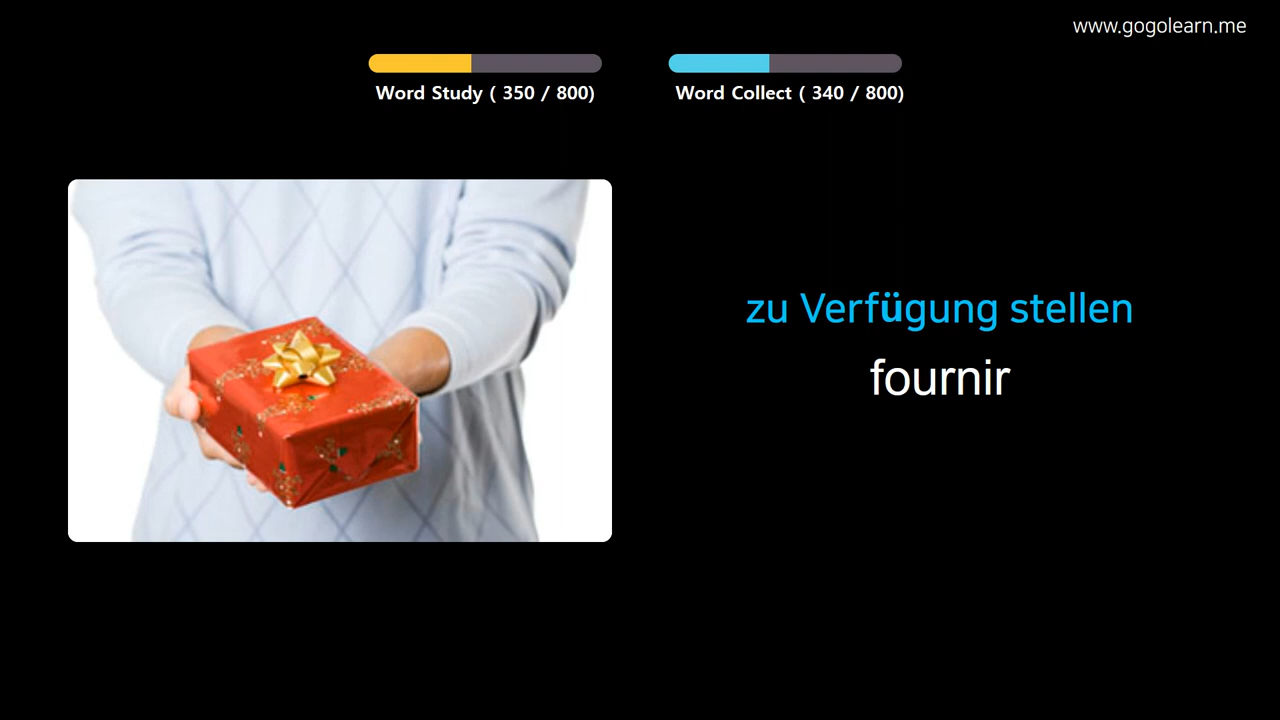 www.gogolearn.me
Word Study ( 350 / 800)
Word Collect ( 340 / 800)
zu Verfügung stellen
fournir